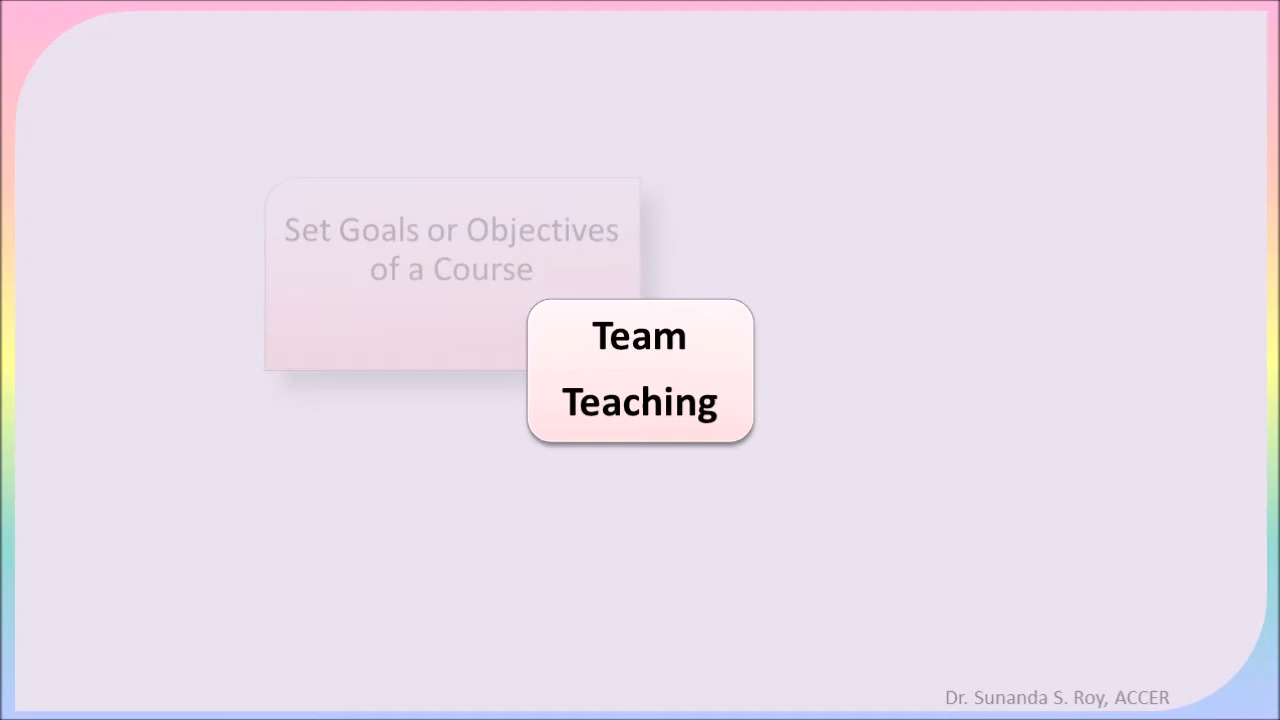 Set Goals or Objectives
of a Course
Team
Teaching
Dr. Sunanda S. Roy, ACCER